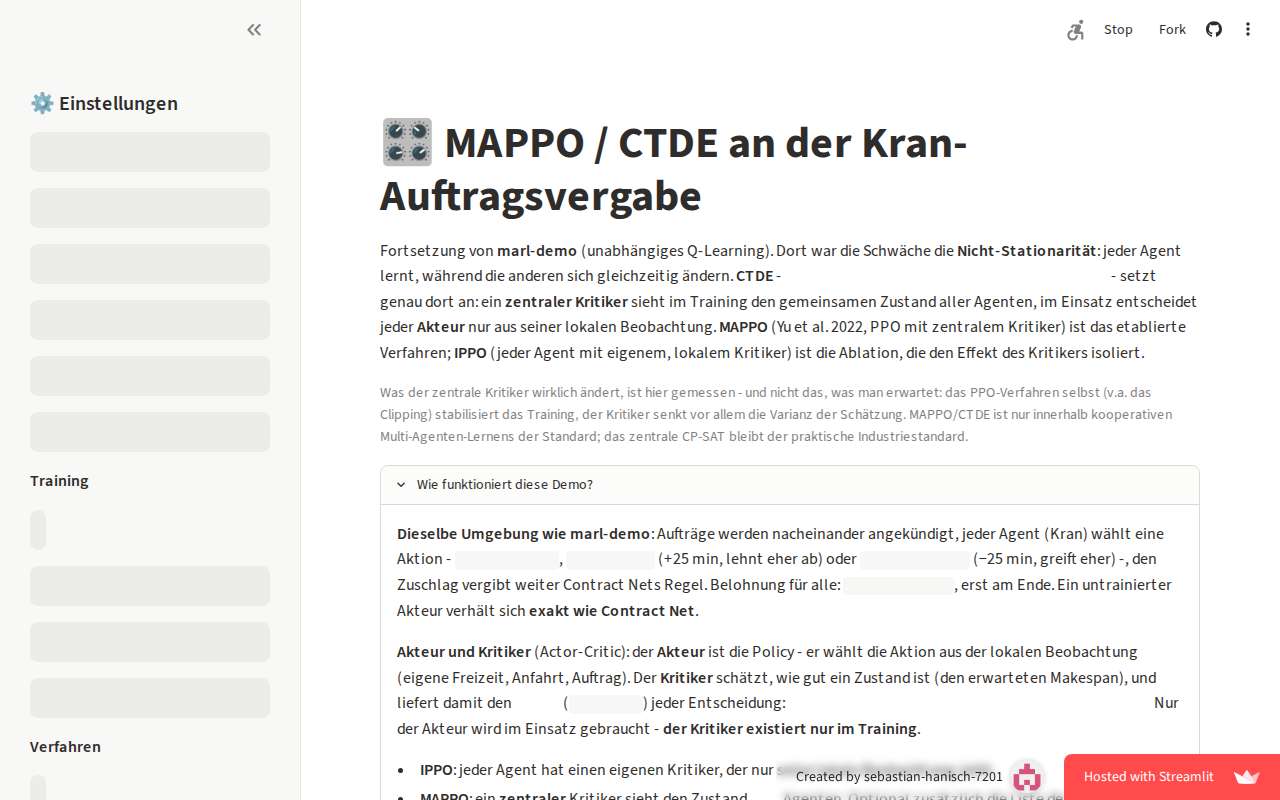 Stop
Fork
Einstellungen
MAPPO / CTDE an der Kran-
Auftragsvergabe
Fortsetzung von marl-demo (unabhängiges Q-Learning). Dort war die Schwäche die Nicht-Stationarität: jeder Agent
lernt, während die anderen sich gleichzeitig ändern. CTDE - - setzt
genau dort an: ein zentraler Kritiker sieht im Training den gemeinsamen Zustand aller Agenten, im Einsatz entscheidet
jeder Akteur nur aus seiner lokalen Beobachtung. MAPPO (Yu et al. 2022, PPO mit zentralem Kritiker) ist das etablierte
Verfahren; IPPO (jeder Agent mit eigenem, lokalem Kritiker) ist die Ablation, die den Effekt des Kritikers isoliert.
Was der zentrale Kritiker wirklich ändert, ist hier gemessen - und nicht das, was man erwartet: das PPO-Verfahren selbst (v.a. das
Clipping) stabilisiert das Training, der Kritiker senkt vor allem die Varianz der Schätzung. MAPPO/CTDE ist nur innerhalb kooperativen
Multi-Agenten-Lernens der Standard; das zentrale CP-SAT bleibt der praktische Industriestandard.
Training
Verfahren
Wie funktioniert diese Demo?
Dieselbe Umgebung wie marl-demo: Aufträge werden nacheinander angekündigt, jeder Agent (Kran) wählt eine
Aktion - , (+25 min, lehnt eher ab) oder (−25 min, greift eher) -, den
Zuschlag vergibt weiter Contract Nets Regel. Belohnung für alle: , erst am Ende. Ein untrainierter
Akteur verhält sich exakt wie Contract Net.
Akteur und Kritiker (Actor-Critic): der Akteur ist die Policy - er wählt die Aktion aus der lokalen Beobachtung
(eigene Freizeit, Anfahrt, Auftrag). Der Kritiker schätzt, wie gut ein Zustand ist (den erwarteten Makespan), und
liefert damit den ( ) jeder Entscheidung: Nur
der Akteur wird im Einsatz gebraucht - der Kritiker existiert nur im Training.
IPPO: jeder Agent hat einen eigenen Kritiker, der nur
MAPPO: ein zentraler Kritiker sieht den Zustand Agenten. Optional zusätzlich die Liste de
Created by sebastian-hanisch-7201
Hosted with Streamlit